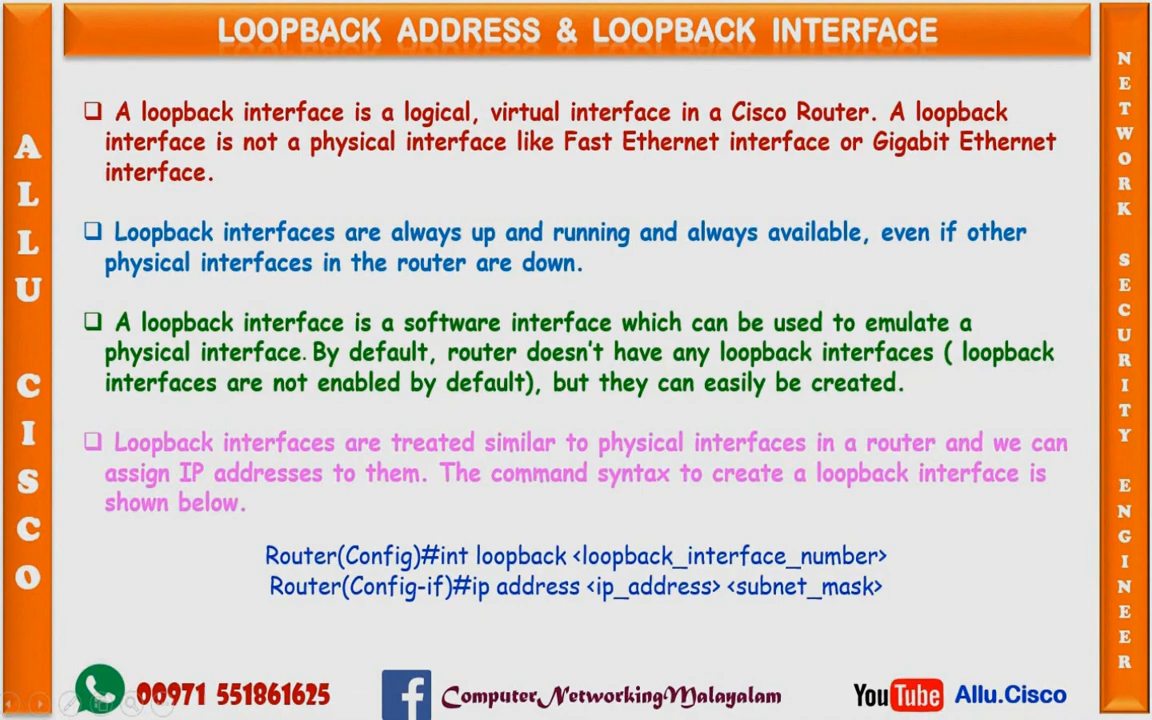 LOOPBACK ADDRESS & LOOPBACK INTERFACE
❑ A loopback interface is a logical, virtual interface in a Cisco Router. A loopback
interface is not a physical interface like Fast Ethernet interface or Gigabit Ethernet
interface.
❑ Loopback interfaces are always up and running and always available, even if other
physical interfaces in the router are down.
❑ A loopback interface is a software interface which can be used to emulate a
physical interface. By default, router doesn't have any loopback interfaces ( loopback
interfaces are not enabled by default), but they can easily be created.
❑ Loopback interfaces are treated similar to physical interfaces in a router and we can
assign IP addresses to them. The command syntax to create a loopback interface is
shown below.
Router(Config)#int loopback <loopback_interface_number>
Router(Config-if)#ip address <ip_address> <subnet_mask>
ALLU CISCO
NETWORK SECURITY ENGINEER
00971 551861625
ComputerNetworkingMalayalam
YouTube Allu.Cisco